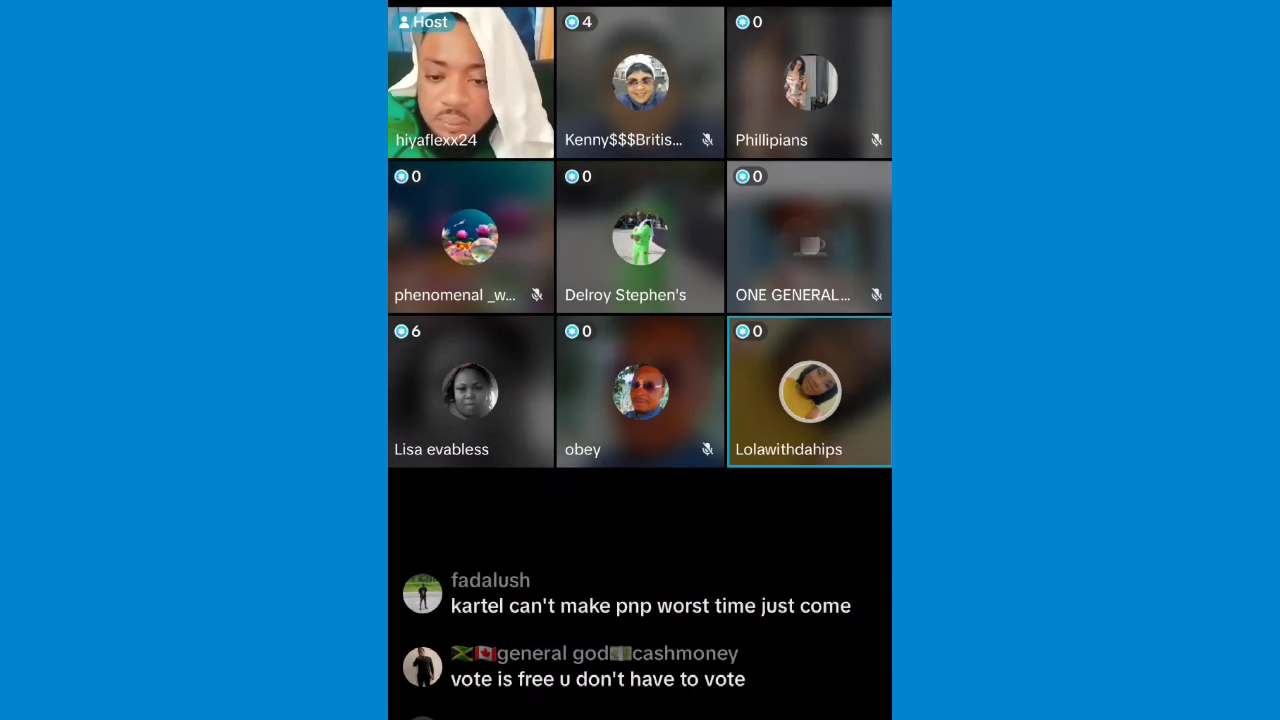 Host
4
0
hiyaflexx24
Kenny$$$Britis...
Phillipians
0
0
0
phenomenal _w...
Delroy Stephen's
ONE GENERAL...
6
0
0
Lisa evabless
obey
Lolawithdahips
fadalush
kartel can't make pnp worst time just come
🇯🇲🇨🇦general god💵cashmoney
vote is free u don't have to vote